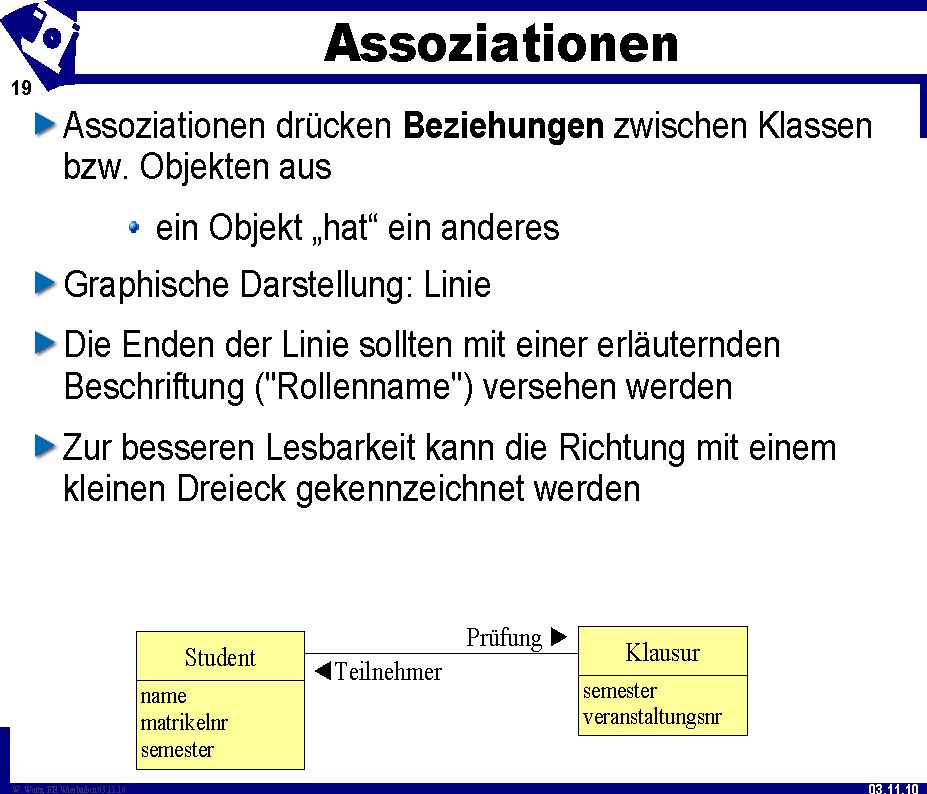 Assoziationen
19
Assoziationen drücken Beziehungen zwischen Klassen
bzw. Objekten aus
ein Objekt „hat“ ein anderes
Graphische Darstellung: Linie
Die Enden der Linie sollten mit einer erläuternden
Beschriftung ("Rollenname") versehen werden
Zur besseren Lesbarkeit kann die Richtung mit einem
kleinen Dreieck gekennzeichnet werden
Prüfung ▶
Student
Klausur
◀Teilnehmer
name
matrikelnr
semester
semester
veranstaltungsnr
W. Weitz, FH Wiesbaden 03.11.10
03.11.10